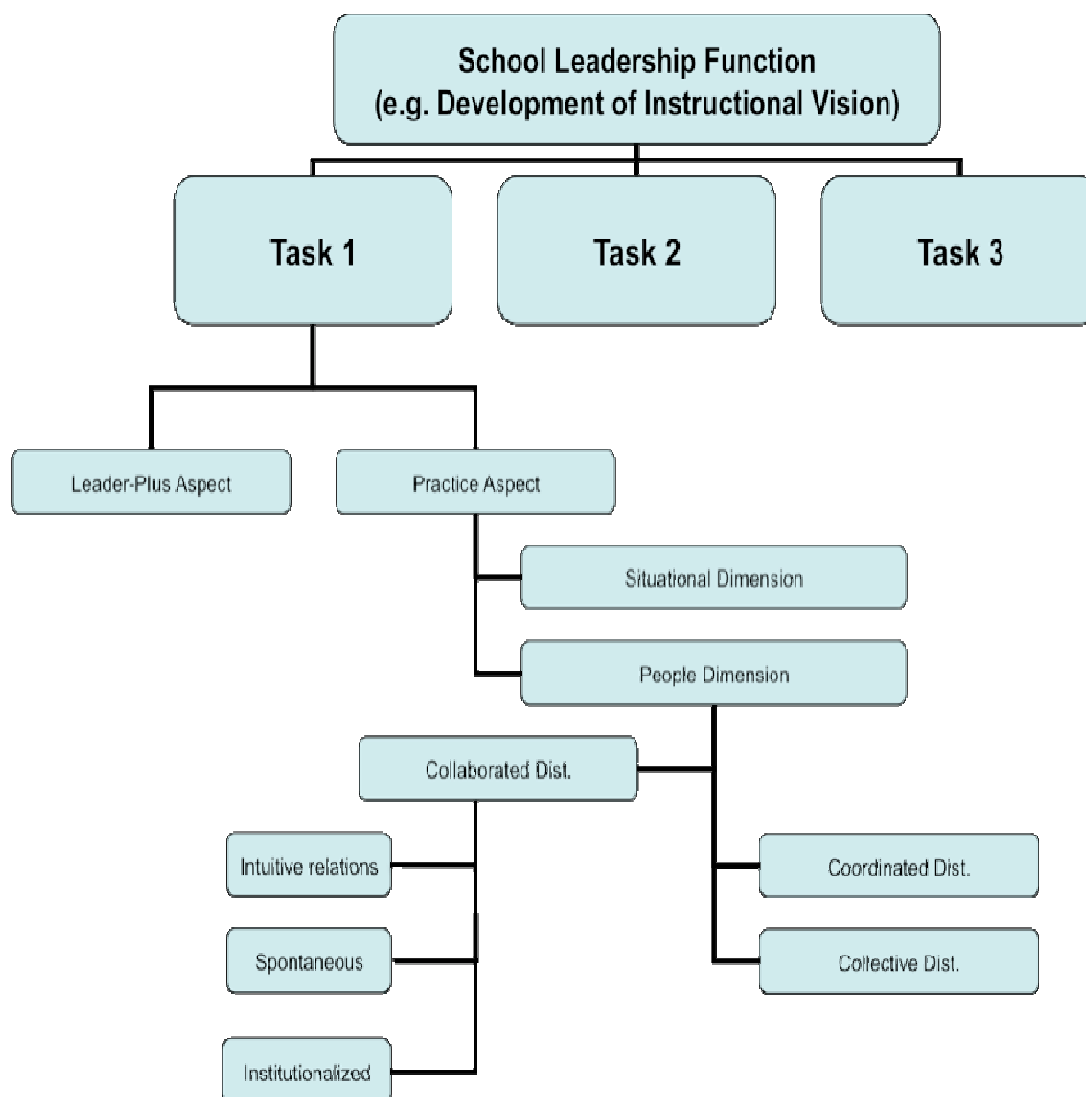 School Leadership Function
(e.g. Development of Instructional Vision)
Task 1
Task 2
Task 3
Leader-Plus Aspect
Practice Aspect
Situational Dimension
People Dimension
Collaborated Dist.
Intuitive relations
Coordinated Dist.
Spontaneous
Collective Dist.
Institutionalized